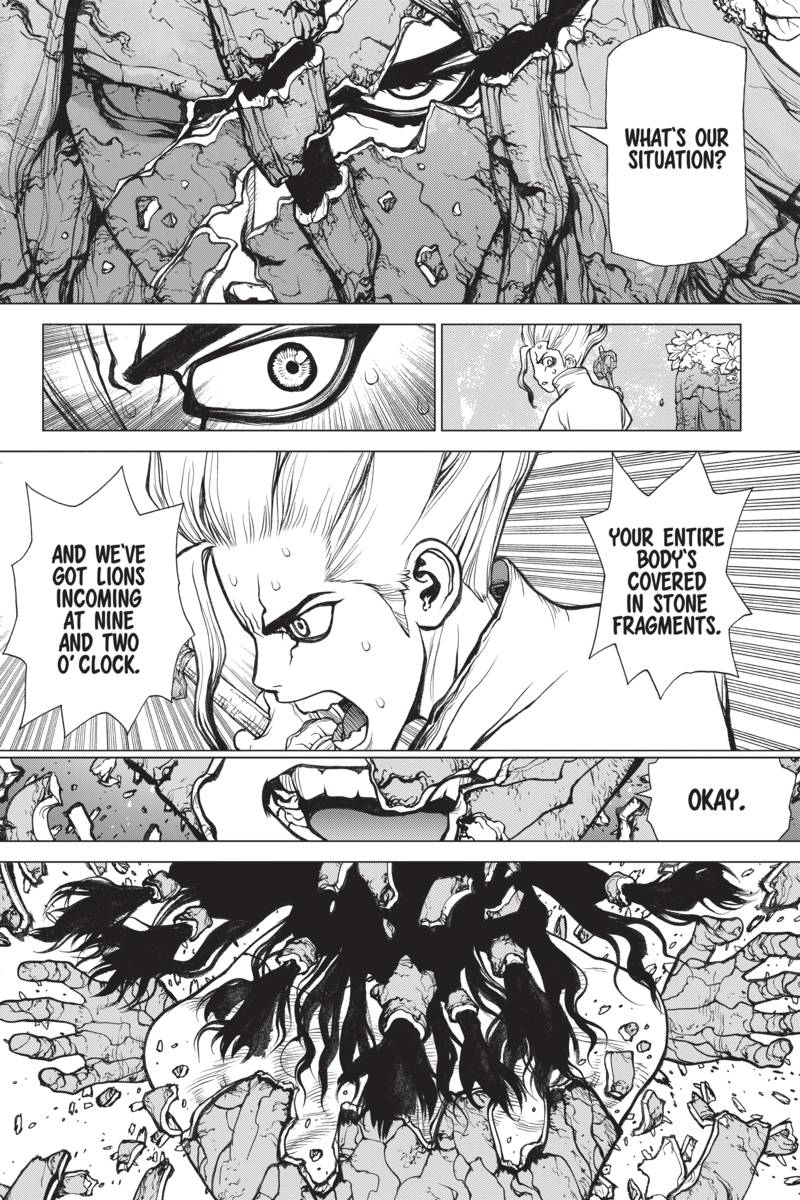 WHAT'S OUR
SITUATION?
YOUR ENTIRE
BODY'S
COVERED
IN STONE
FRAGMENTS.
AND WE'VE
GOT LIONS
INCOMING
AT NINE
AND TWO
O'CLOCK.
OKAY.